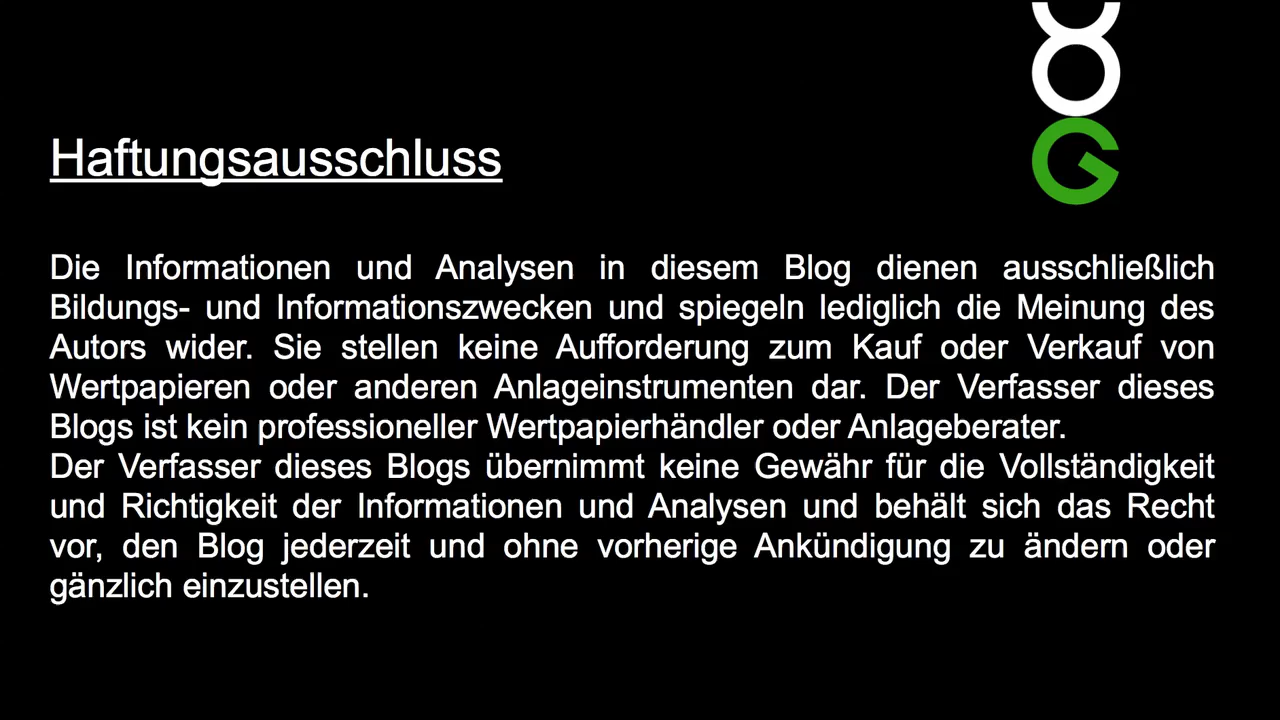 Haftungsausschluss
Die Informationen und Analysen in diesem Blog dienen ausschließlich
Bildungs- und Informationszwecken und spiegeln lediglich die Meinung des
Autors wider. Sie stellen keine Aufforderung zum Kauf oder Verkauf von
Wertpapieren oder anderen Anlageinstrumenten dar. Der Verfasser dieses
Blogs ist kein professioneller Wertpapierhändler oder Anlageberater.
Der Verfasser dieses Blogs übernimmt keine Gewähr für die Vollständigkeit
und Richtigkeit der Informationen und Analysen und behält sich das Recht
vor, den Blog jederzeit und ohne vorherige Ankündigung zu ändern oder
gänzlich einzustellen.